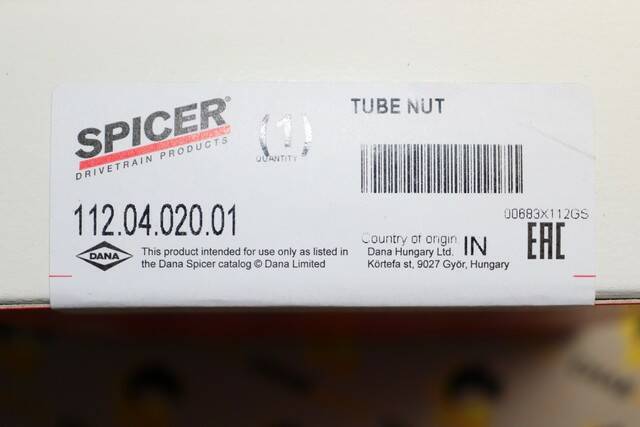 SPICER®
DRIVETRAIN PRODUCTS
(1)
QUANTITY
TUBE NUT
112.04.020.01
00683X112GS
DANA
This product intended for use only as listed in
the Dana Spicer catalog © Dana Limited
Country of origin IN
Dana Hungary Ltd.
Körtefa st, 9027 Győr, Hungary
EAC